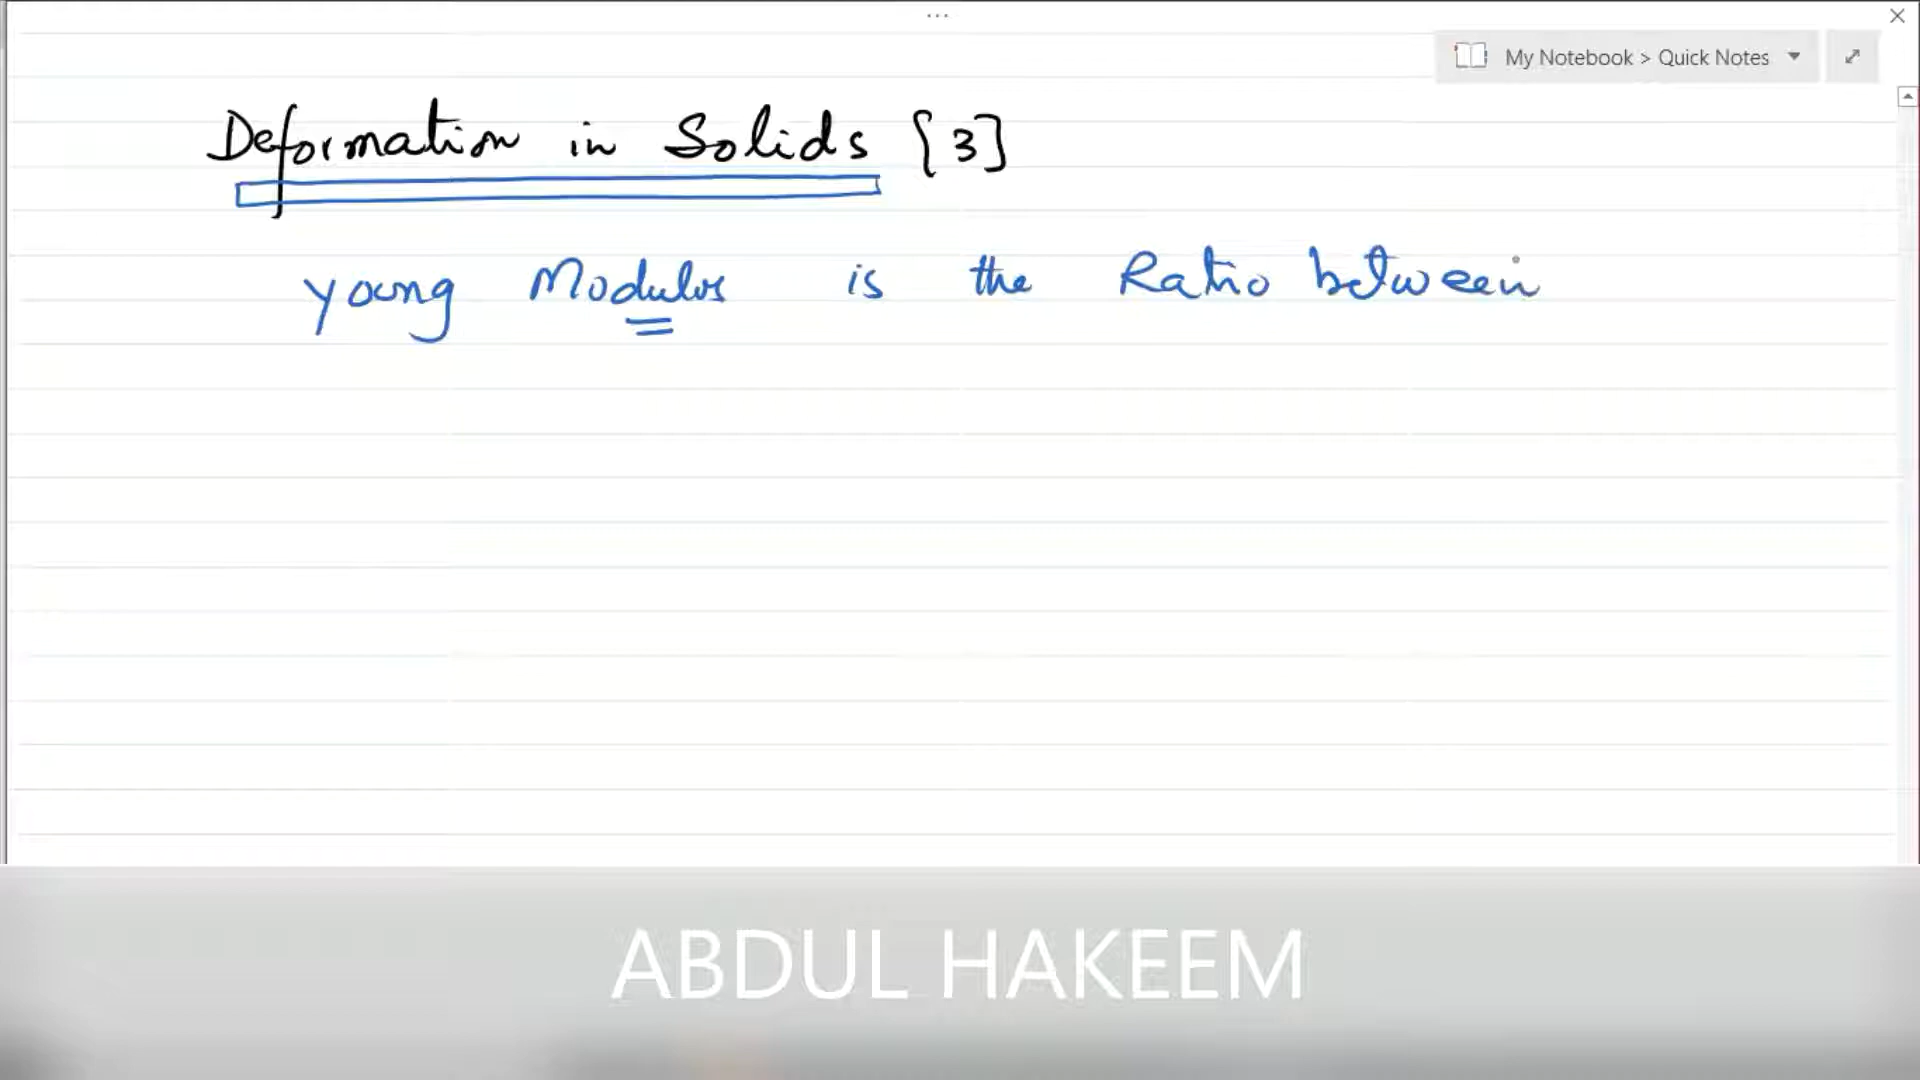 ...
My Notebook > Quick Notes
Deformation in Solids [3]
young Modulus is the Ratio between
ABDUL HAKEEM